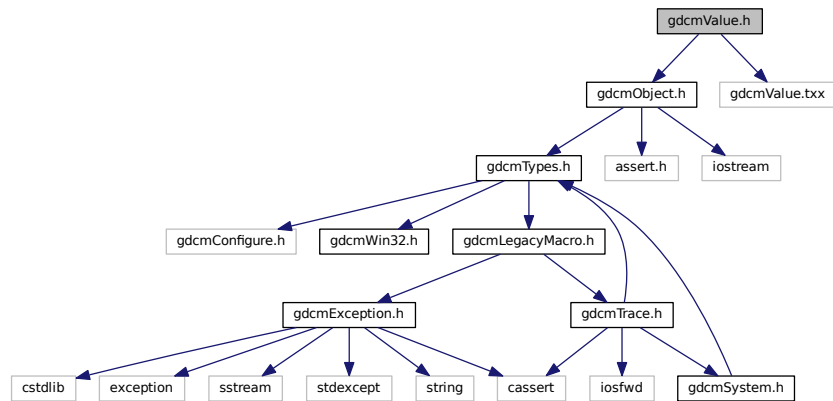 gdcmValue.h
gdcmObject.h
gdcmValue.txx
gdcmTypes.h
assert.h
iostream
gdcmConfigure.h
gdcmWin32.h
gdcmLegacyMacro.h
gdcmException.h
gdcmTrace.h
cstdlib
exception
sstream
stdexcept
string
cassert
iosfwd
gdcmSystem.h